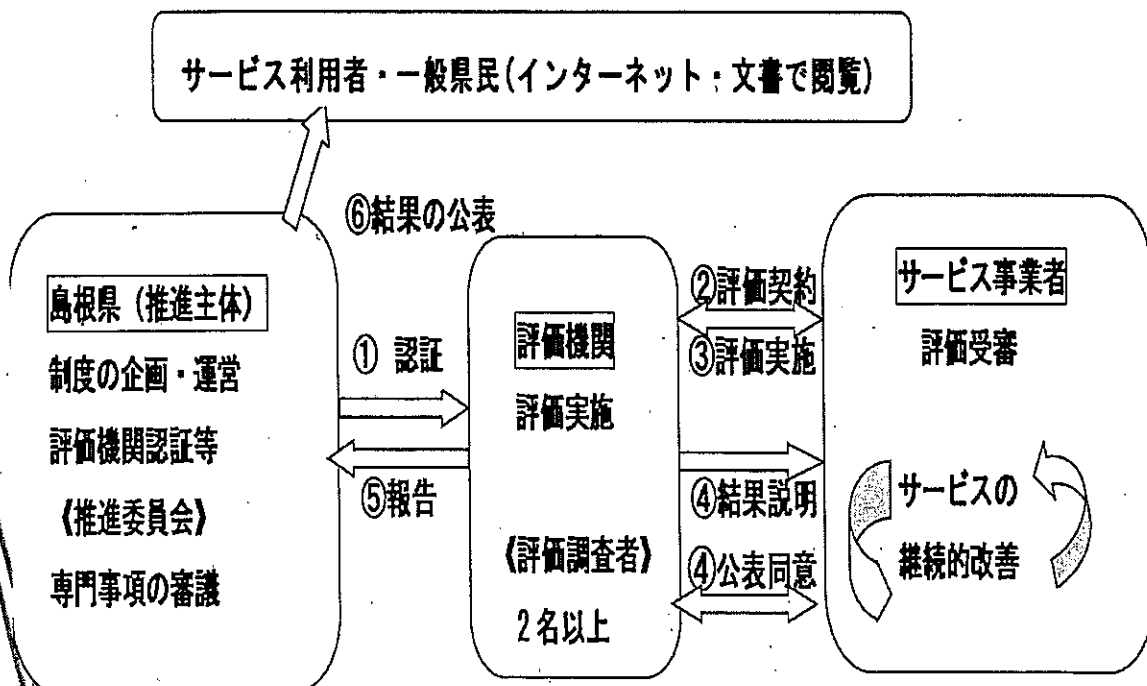 サービス利用者・一般県民(インターネット・文書で閲覧)
⑥結果の公表
島根県(推進主体)
制度の企画・運営
評価機関認証等
《推進委員会》
専門事項の審議
① 認証
⑤報告
評価機関
評価実施
《評価調査者》
2名以上
②評価契約
③評価実施
④結果説明
④公表同意
サービス事業者
評価受審
サービスの
継続的改善